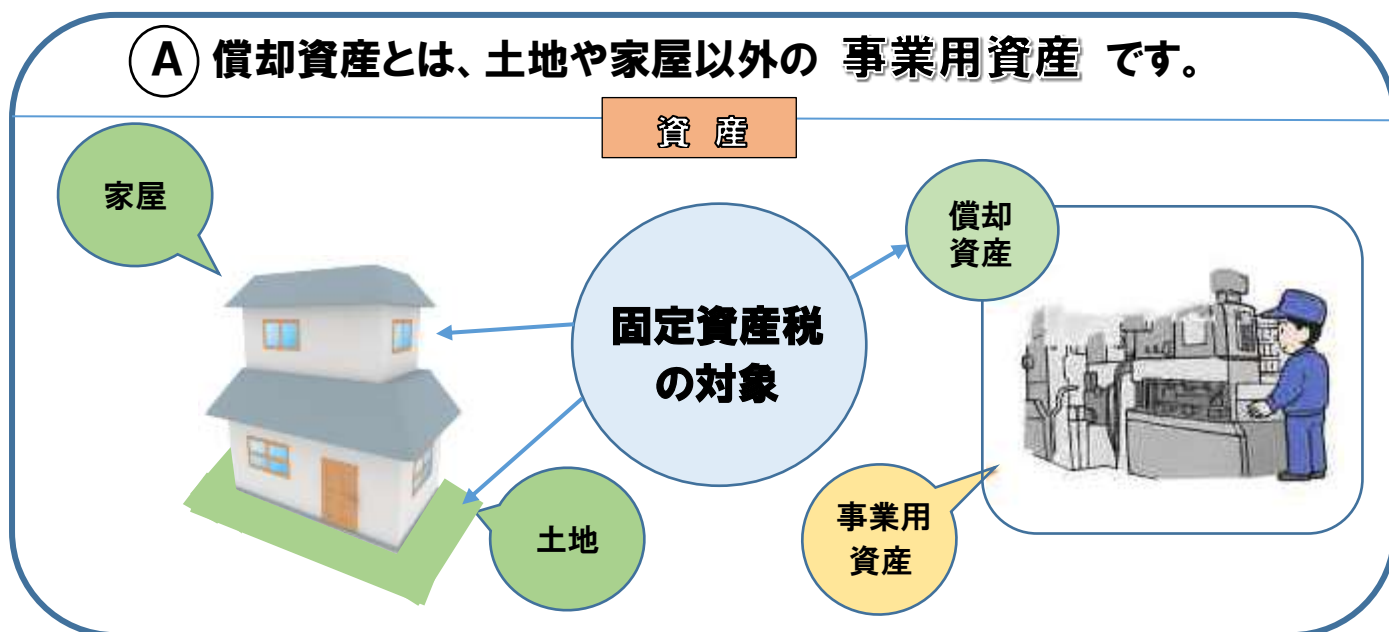 A 償却資産とは、土地や家屋以外の 事業用資産 です。
資 産
家屋
償却
資産
固定資産税
の対象
土地
事業用
資産